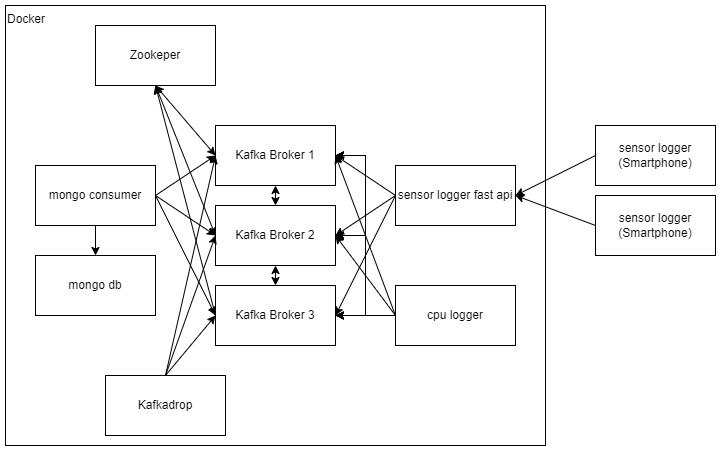 Docker
Zookeper
Kafka Broker 1
sensor logger
(Smartphone)
mongo consumer
sensor logger fast api
Kafka Broker 2
sensor logger
(Smartphone)
mongo db
Kafka Broker 3
cpu logger
Kafkadrop